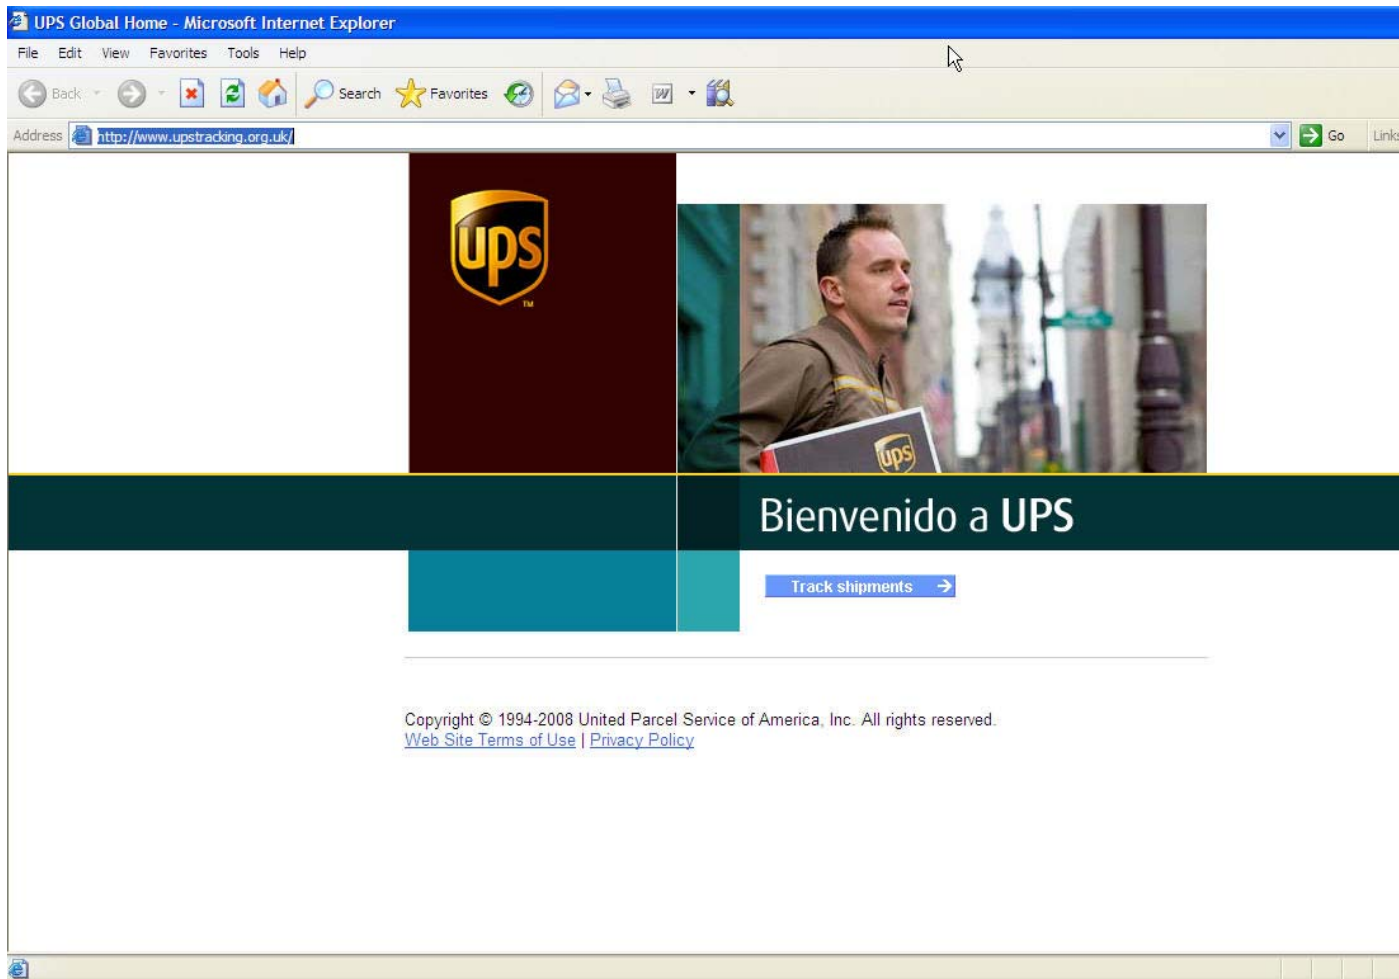 UPS Global Home - Microsoft Internet Explorer
File Edit View Favorites Tools Help
Back Search Favorites
Address http://www.upstracking.org.uk/ Go Links
ups
TM
ups
Bienvenido a UPS
Track shipments
Copyright © 1994-2008 United Parcel Service of America, Inc. All rights reserved.
Web Site Terms of Use | Privacy Policy